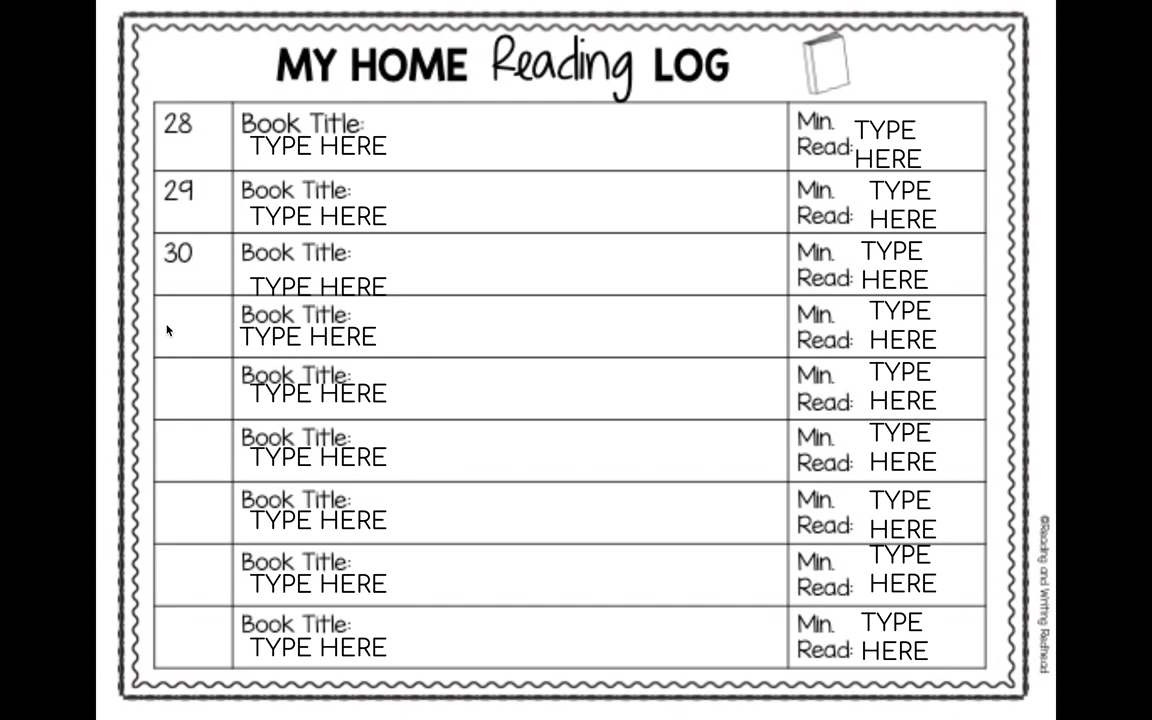 MY HOME Reading LOG
28 Book Title: Min. TYPE
TYPE HERE Read: HERE
29 Book Title: Min. TYPE
TYPE HERE Read: HERE
30 Book Title: Min. TYPE
TYPE HERE Read: HERE
Book Title: Min. TYPE
TYPE HERE Read: HERE
Book Title: Min. TYPE
TYPE HERE Read: HERE
Book Title: Min. TYPE
TYPE HERE Read: HERE
Book Title: Min. TYPE
TYPE HERE Read: HERE
Book Title: Min. TYPE
TYPE HERE Read: HERE
Book Title: Min. TYPE
TYPE HERE Read: HERE
©Reading and Writing Redhead